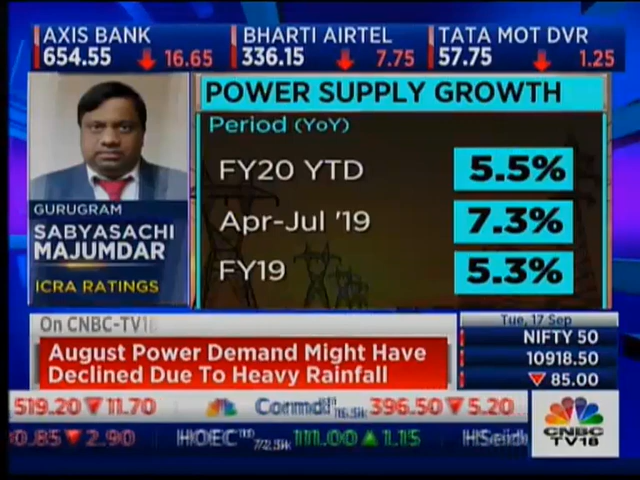 AXIS BANK
654.55 16.65
BHARTI AIRTEL
336.15 7.75
TATA MOT DVR
57.75 1.25
POWER SUPPLY GROWTH
Period (YoY)
FY20 YTD 5.5%
Apr-Jul '19 7.3%
FY19 5.3%
GURUGRAM
SABYASACHI
MAJUMDAR
ICRA RATINGS
On CNBC-TV18
August Power Demand Might Have
Declined Due To Heavy Rainfall
Tue, 17 Sep
NIFTY 50
10918.50
85.00
519.20 11.70 396.50 5.20
0.85 2.90 HOEC 111.00 1.15
CNBC
TV18